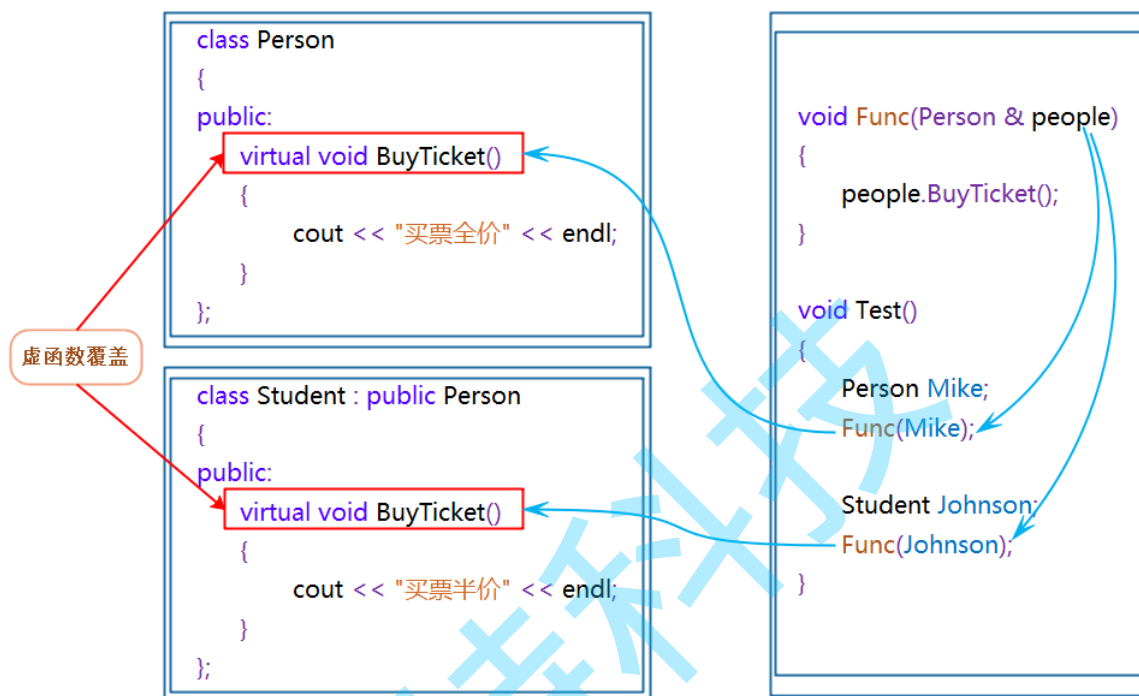 class Person
{
public:
virtual void BuyTicket()
{
cout << "买票全价" << endl;
}
};
虚函数覆盖
class Student : public Person
{
public:
virtual void BuyTicket()
{
cout << "买票半价" << endl;
}
};
void Func(Person & people)
{
people.BuyTicket();
}
void Test()
{
Person Mike;
Func(Mike);
Student Johnson;
Func(Johnson);
}
科技